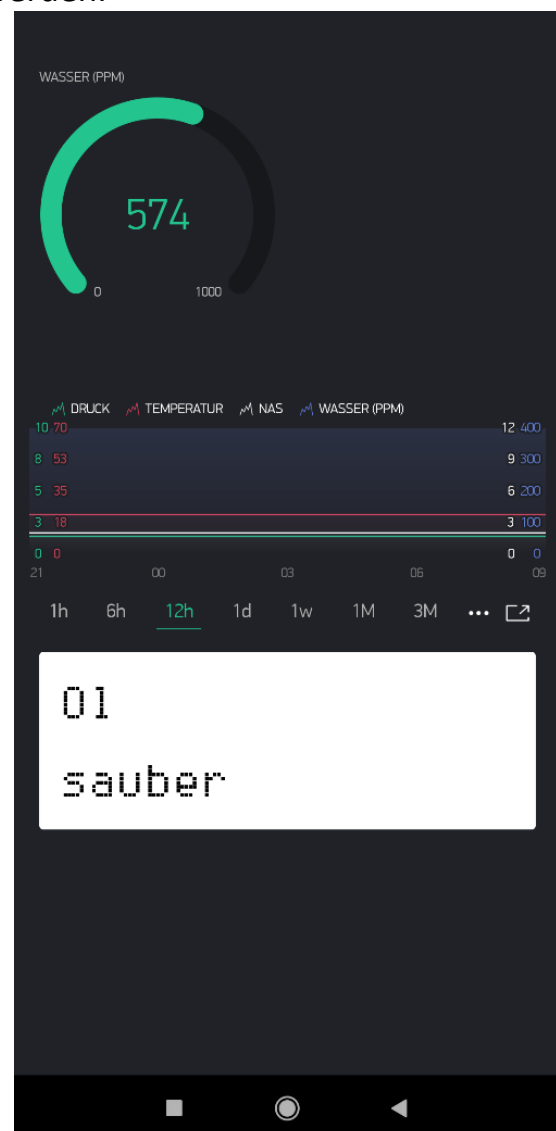 WASSER (PPM)
574
0 1000
DRUCK TEMPERATUR NAS WASSER (PPM)
10 70 12 400
8 53 9 300
5 35 6 200
3 18 3 100
0 0 0 0
21 00 03 06 09
1h 6h 12h 1d 1w 1M 3M ...
Öl
sauber